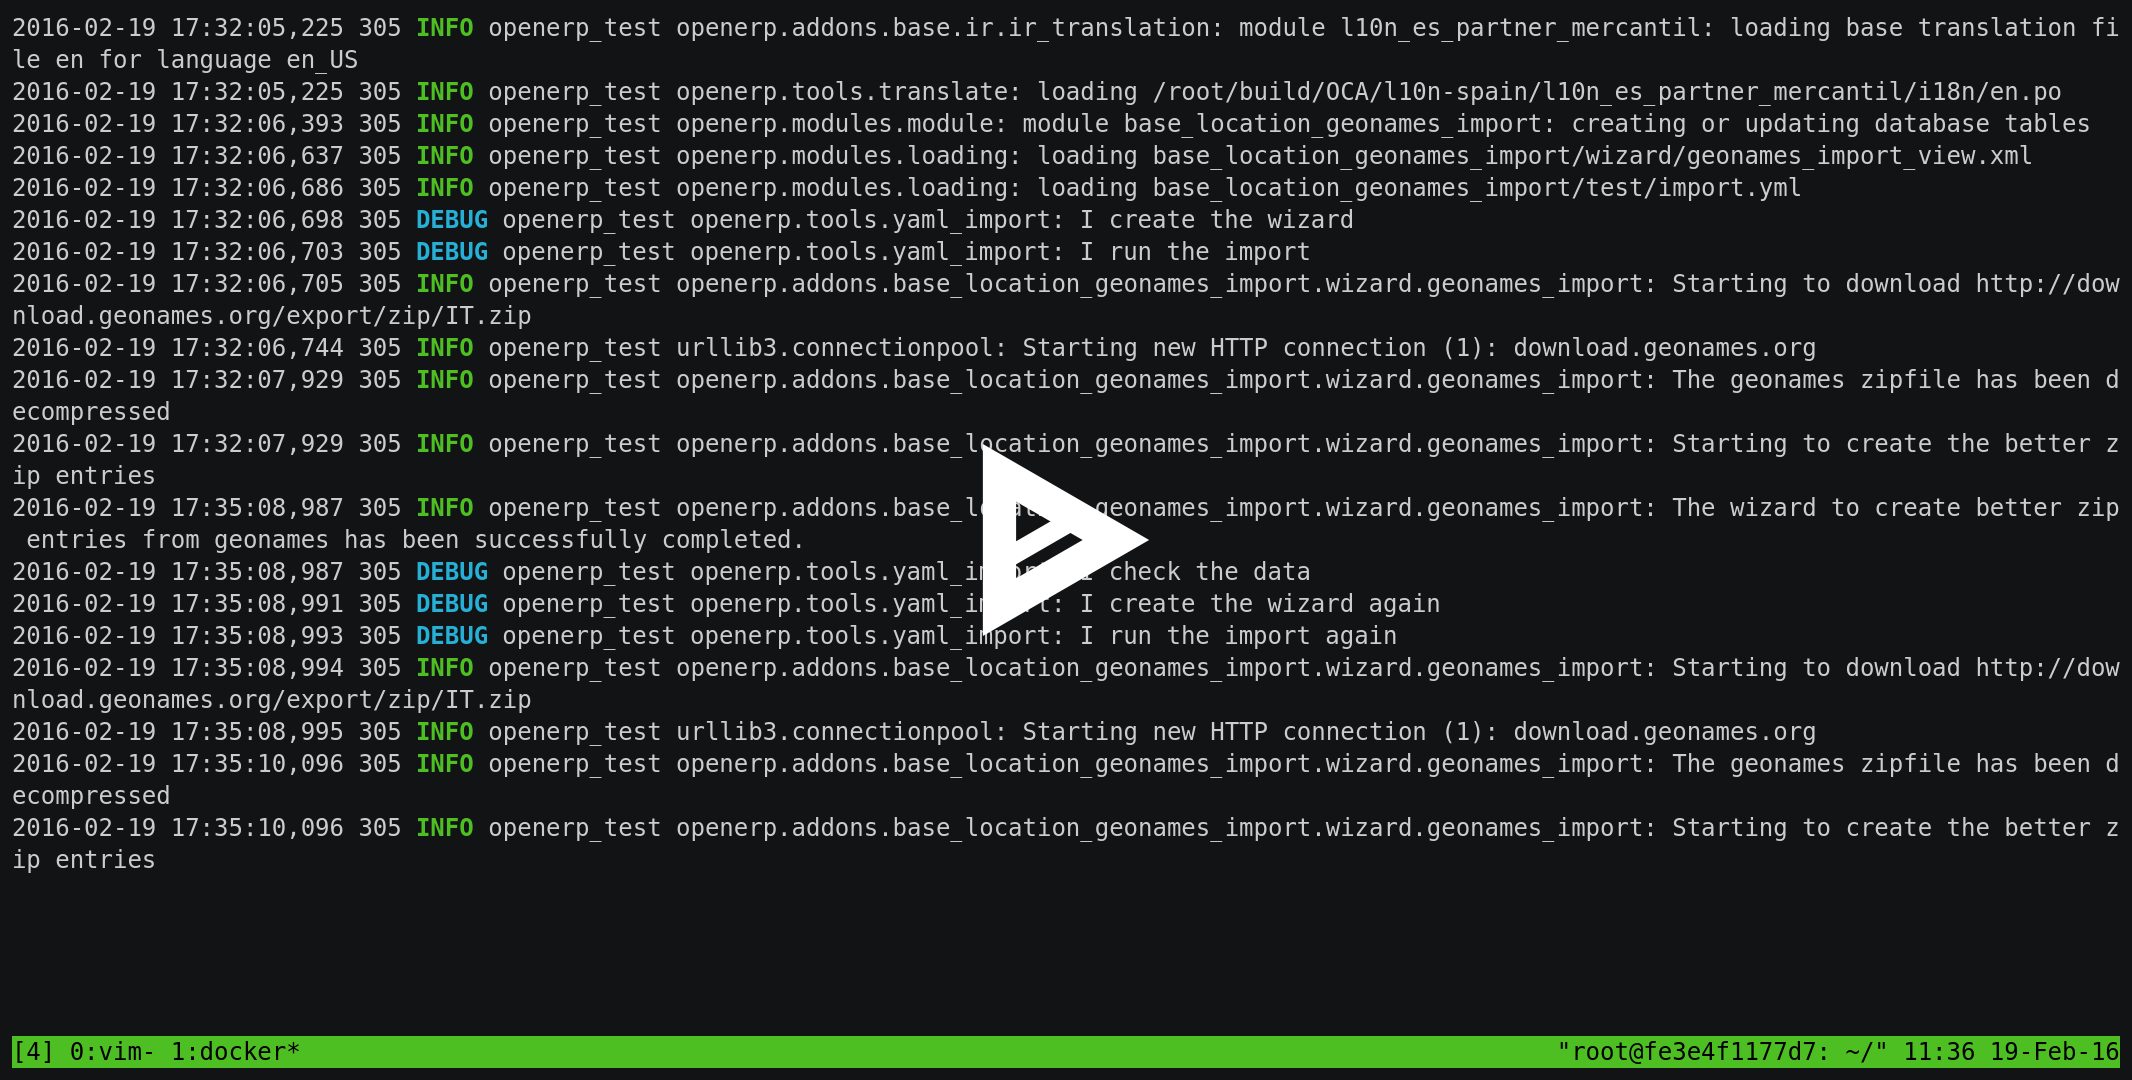 2016-02-19 17:32:05,225 305 INFO openerp_test openerp.addons.base.ir.ir_translation: module l10n_es_partner_mercantil: loading base translation fi
le en for language en_US
2016-02-19 17:32:05,225 305 INFO openerp_test openerp.tools.translate: loading /root/build/OCA/l10n-spain/l10n_es_partner_mercantil/i18n/en.po
2016-02-19 17:32:06,393 305 INFO openerp_test openerp.modules.module: module base_location_geonames_import: creating or updating database tables
2016-02-19 17:32:06,637 305 INFO openerp_test openerp.modules.loading: loading base_location_geonames_import/wizard/geonames_import_view.xml
2016-02-19 17:32:06,686 305 INFO openerp_test openerp.modules.loading: loading base_location_geonames_import/test/import.yml
2016-02-19 17:32:06,698 305 DEBUG openerp_test openerp.tools.yaml_import: I create the wizard
2016-02-19 17:32:06,703 305 DEBUG openerp_test openerp.tools.yaml_import: I run the import
2016-02-19 17:32:06,705 305 INFO openerp_test openerp.addons.base_location_geonames_import.wizard.geonames_import: Starting to download http://dow
nload.geonames.org/export/zip/IT.zip
2016-02-19 17:32:06,744 305 INFO openerp_test urllib3.connectionpool: Starting new HTTP connection (1): download.geonames.org
2016-02-19 17:32:07,929 305 INFO openerp_test openerp.addons.base_location_geonames_import.wizard.geonames_import: The geonames zipfile has been d
ecompressed
2016-02-19 17:32:07,929 305 INFO openerp_test openerp.addons.base_location_geonames_import.wizard.geonames_import: Starting to create the better z
ip entries
2016-02-19 17:35:08,987 305 INFO openerp_test openerp.addons.base_location_geonames_import.wizard.geonames_import: The wizard to create better zip
 entries from geonames has been successfully completed.
2016-02-19 17:35:08,987 305 DEBUG openerp_test openerp.tools.yaml_import: I check the data
2016-02-19 17:35:08,991 305 DEBUG openerp_test openerp.tools.yaml_import: I create the wizard again
2016-02-19 17:35:08,993 305 DEBUG openerp_test openerp.tools.yaml_import: I run the import again
2016-02-19 17:35:08,994 305 INFO openerp_test openerp.addons.base_location_geonames_import.wizard.geonames_import: Starting to download http://dow
nload.geonames.org/export/zip/IT.zip
2016-02-19 17:35:08,995 305 INFO openerp_test urllib3.connectionpool: Starting new HTTP connection (1): download.geonames.org
2016-02-19 17:35:10,096 305 INFO openerp_test openerp.addons.base_location_geonames_import.wizard.geonames_import: The geonames zipfile has been d
ecompressed
2016-02-19 17:35:10,096 305 INFO openerp_test openerp.addons.base_location_geonames_import.wizard.geonames_import: Starting to create the better z
ip entries
[4] 0:vim- 1:docker* "root@fe3e4f1177d7: ~/" 11:36 19-Feb-16